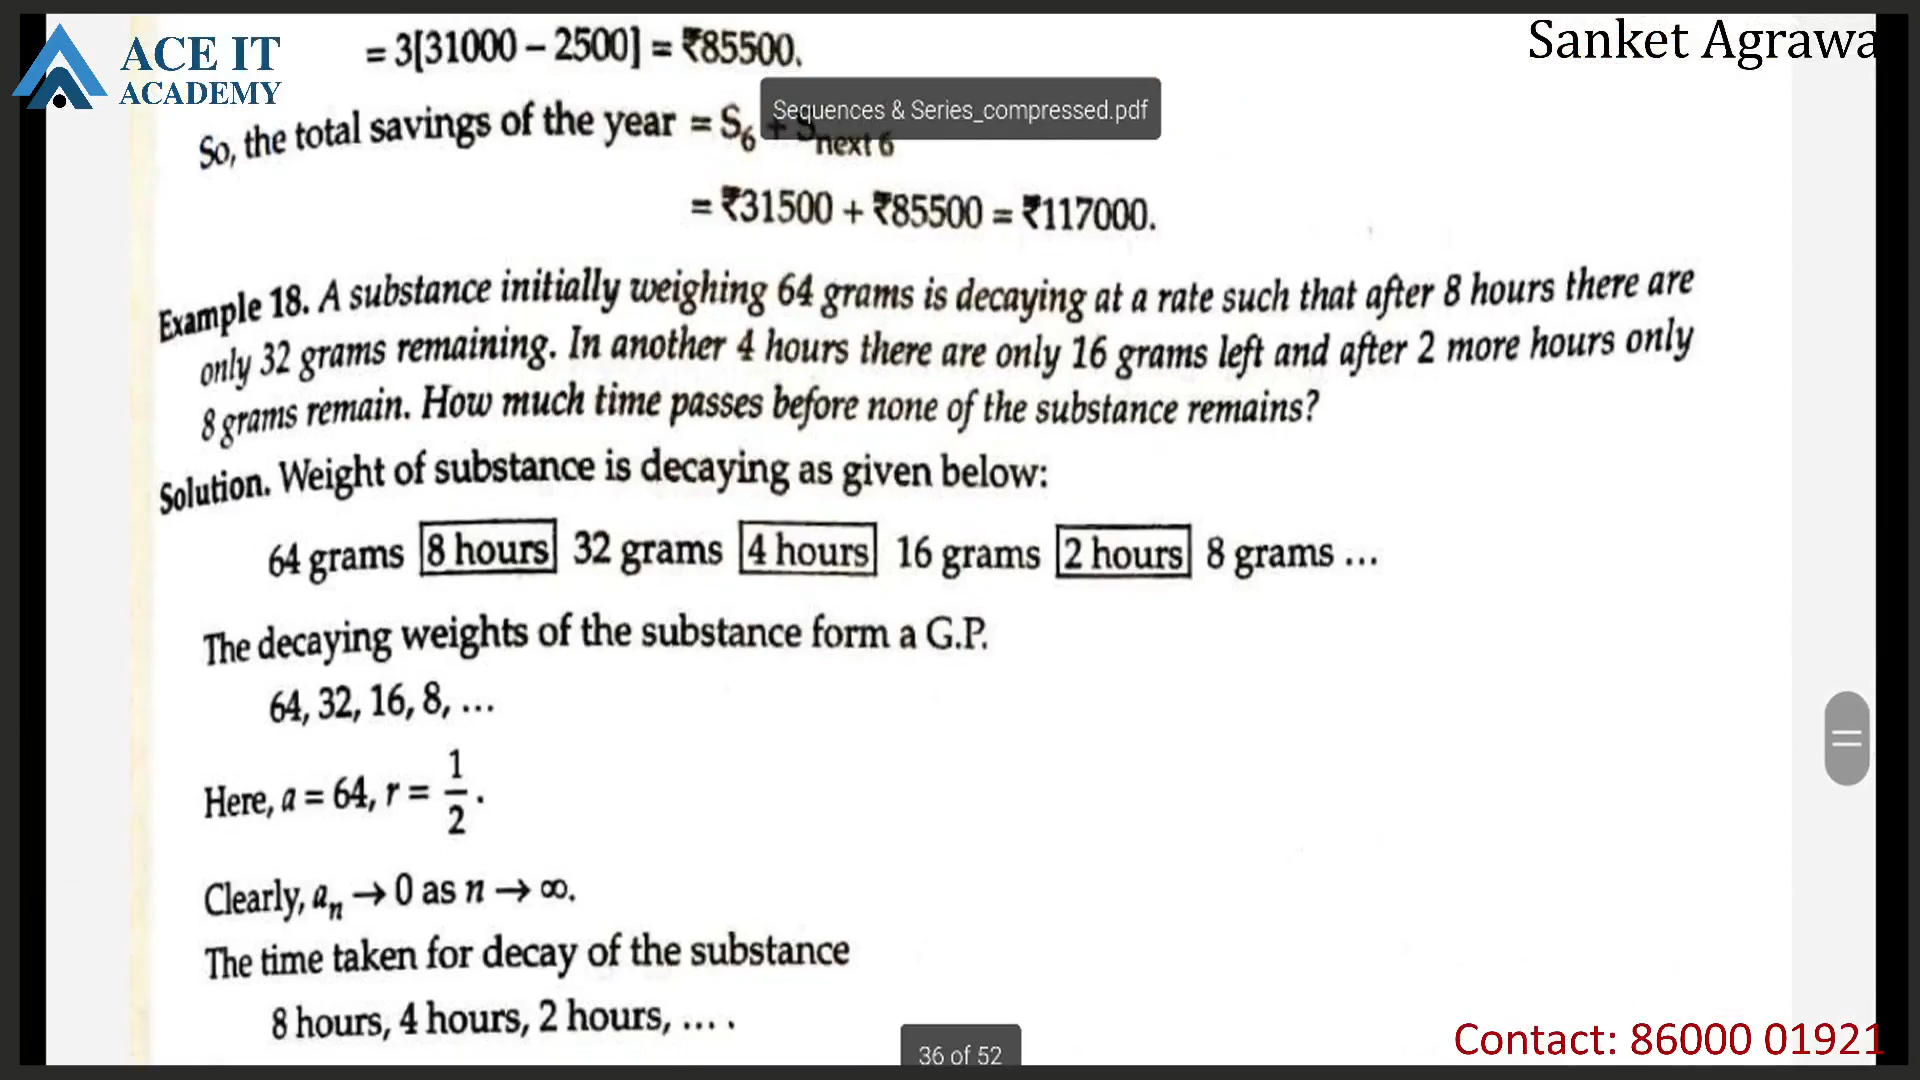 ACE IT
ACADEMY
Sanket Agrawa
= 3[31000 – 2500] = ₹85500.
Sequences & Series_compressed.pdf
So, the total savings of the year = S6 + Snext 6
= ₹31500 + ₹85500 = ₹117000.
Example 18. A substance initially weighing 64 grams is decaying at a rate such that after 8 hours there are
only 32 grams remaining. In another 4 hours there are only 16 grams left and after 2 more hours only
8 grams remain. How much time passes before none of the substance remains?
Solution. Weight of substance is decaying as given below:
64 grams 8 hours 32 grams 4 hours 16 grams 2 hours 8 grams ...
The decaying weights of the substance form a G.P.
64, 32, 16, 8, ...
Here, a = 64, r = 1/2.
Clearly, an → 0 as n → ∞.
The time taken for decay of the substance
8 hours, 4 hours, 2 hours, ... .
36 of 52
Contact: 86000 01921